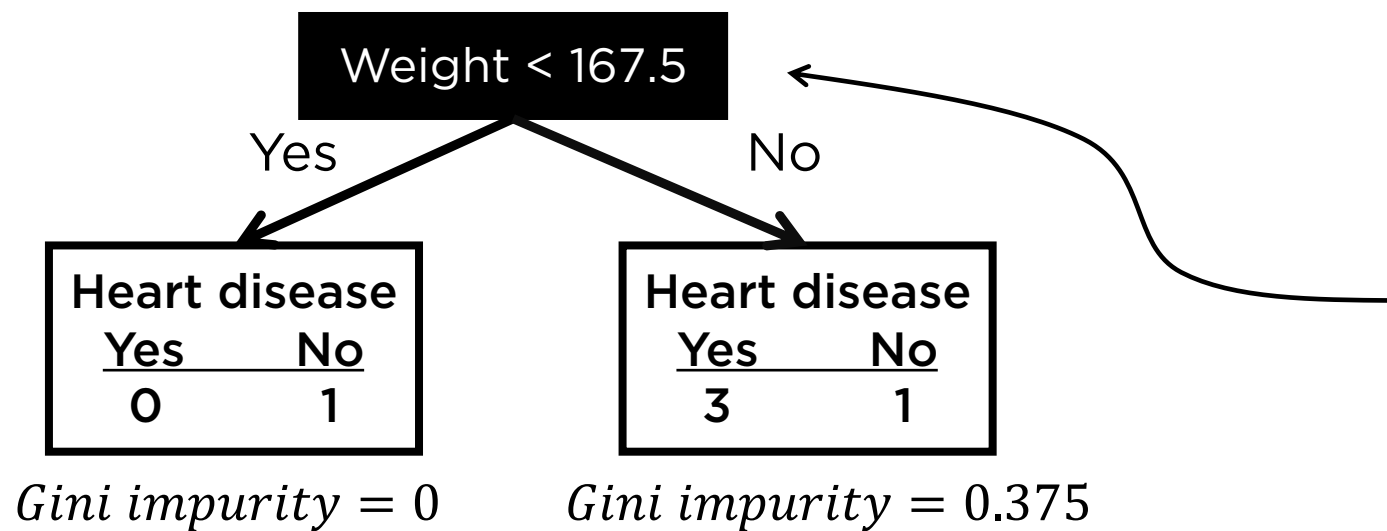 Weight < 167.5
Yes No
Heart disease
Yes No
0 1
Heart disease
Yes No
3 1
Gini impurity = 0
Gini impurity = 0.375